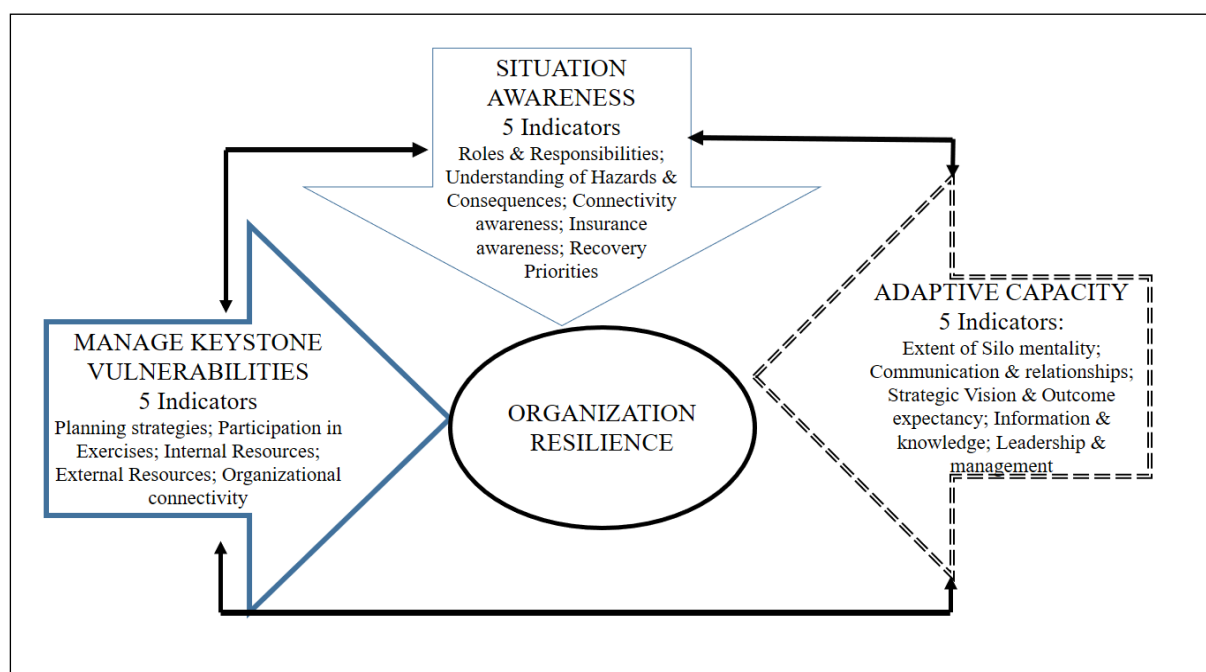 SITUATION
AWARENESS
5 Indicators
Roles & Responsibilities;
Understanding of Hazards &
Consequences; Connectivity
awareness; Insurance
awareness; Recovery
Priorities
MANAGE KEYSTONE
VULNERABILITIES
5 Indicators
Planning strategies; Participation in
Exercises; Internal Resources;
External Resources; Organizational
connectivity
ORGANIZATION
RESILIENCE
ADAPTIVE CAPACITY
5 Indicators:
Extent of Silo mentality;
Communication & relationships;
Strategic Vision & Outcome
expectancy; Information &
knowledge; Leadership &
management